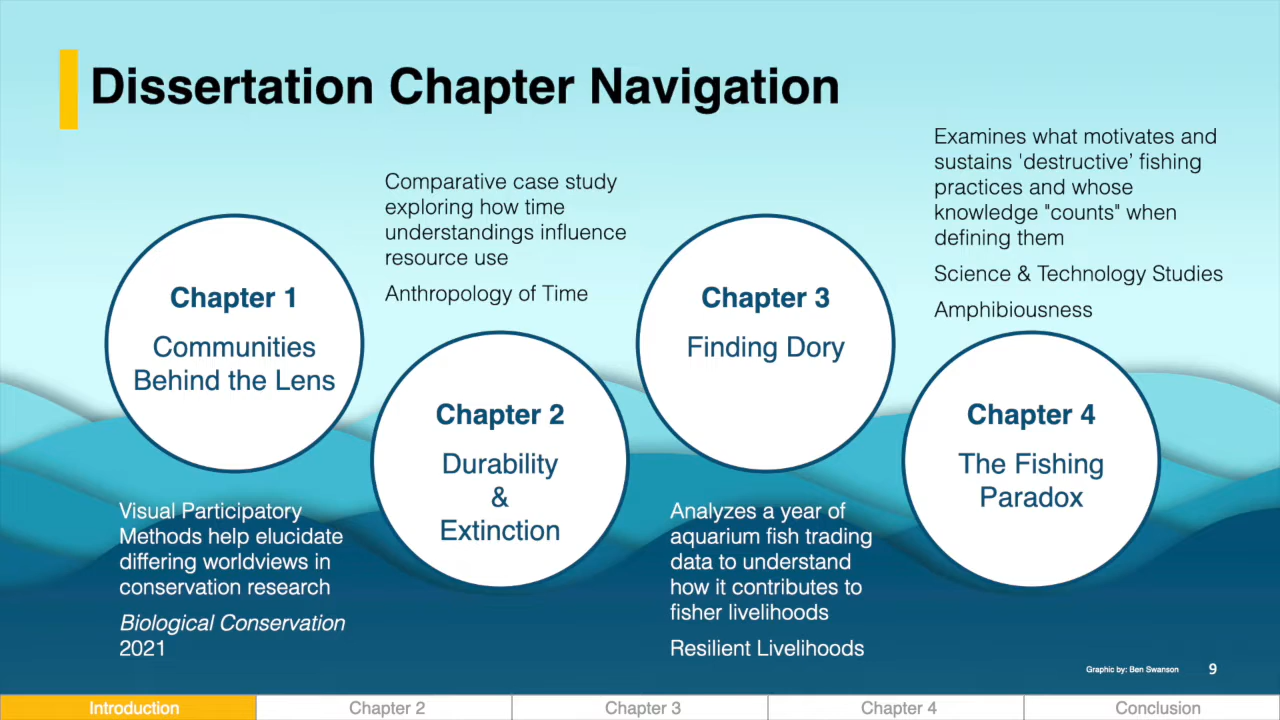 Dissertation Chapter Navigation
Chapter 1
Communities
Behind the Lens
Visual Participatory
Methods help elucidate
differing worldviews in
conservation research
Biological Conservation
2021
Comparative case study
exploring how time
understandings influence
resource use
Anthropology of Time
Chapter 2
Durability
&
Extinction
Chapter 3
Finding Dory
Analyzes a year of
aquarium fish trading
data to understand
how it contributes to
fisher livelihoods
Resilient Livelihoods
Examines what motivates and
sustains 'destructive’ fishing
practices and whose
knowledge "counts" when
defining them
Science & Technology Studies
Amphibiousness
Chapter 4
The Fishing
Paradox
Graphic by: Ben Swanson
9
Introduction
Chapter 2
Chapter 3
Chapter 4
Conclusion